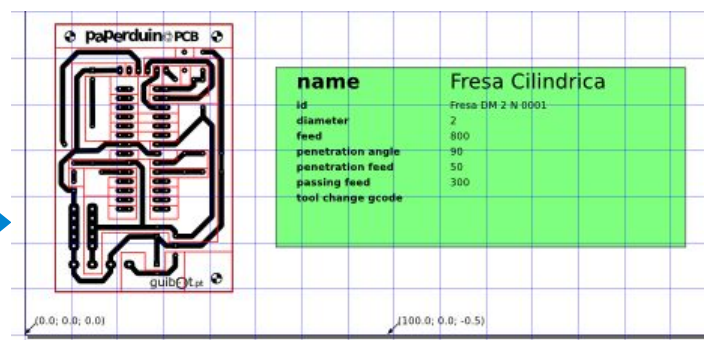 paperduino PCB
name Fresa Cilindrica
id Fresa DM 2 N 0001
diameter 2
feed 800
penetration angle 90
penetration feed 50
passing feed 300
tool change gcode
guibot.pt
(0.0; 0.0; 0.0) (100.0; 0.0; -0.5)